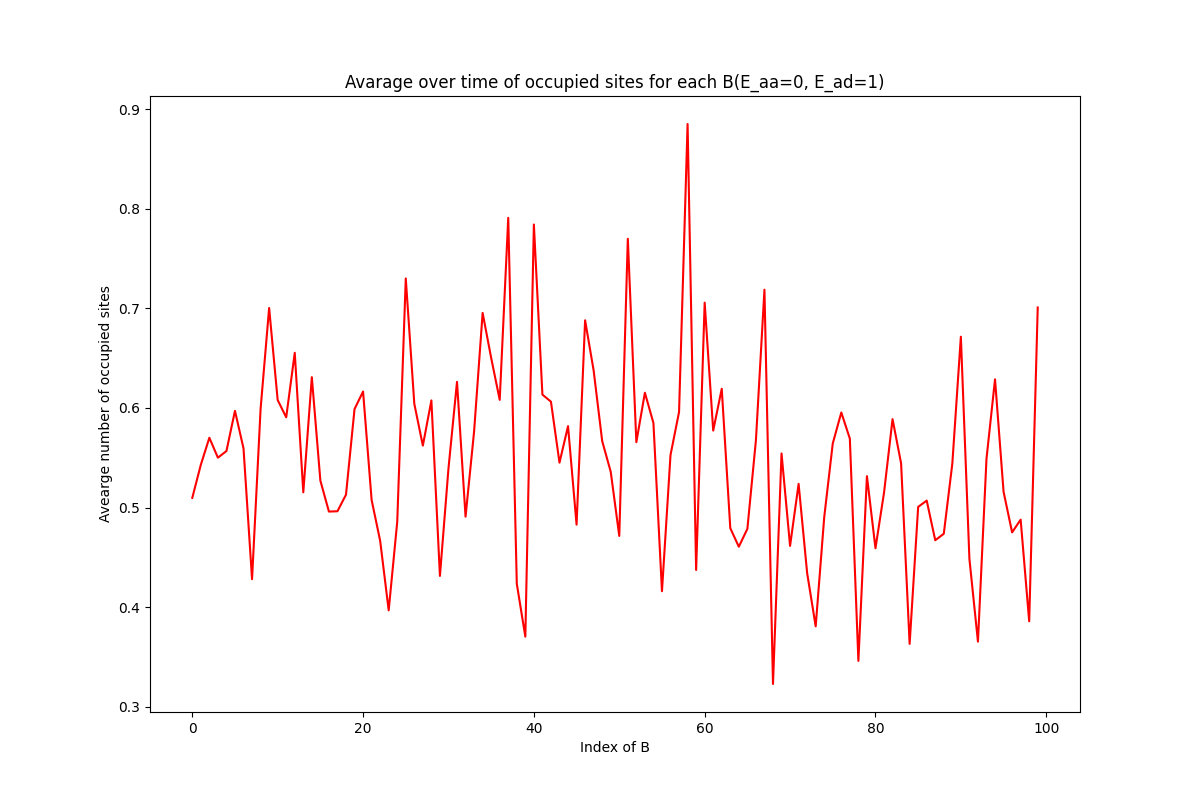 Avarage over time of occupied sites for each B(E_aa=0, E_ad=1)
0.9
0.8
0.7
0.6
0.5
0.4
0.3
Avearge number of occupied sites
0 20 40 60 80 100
Index of B